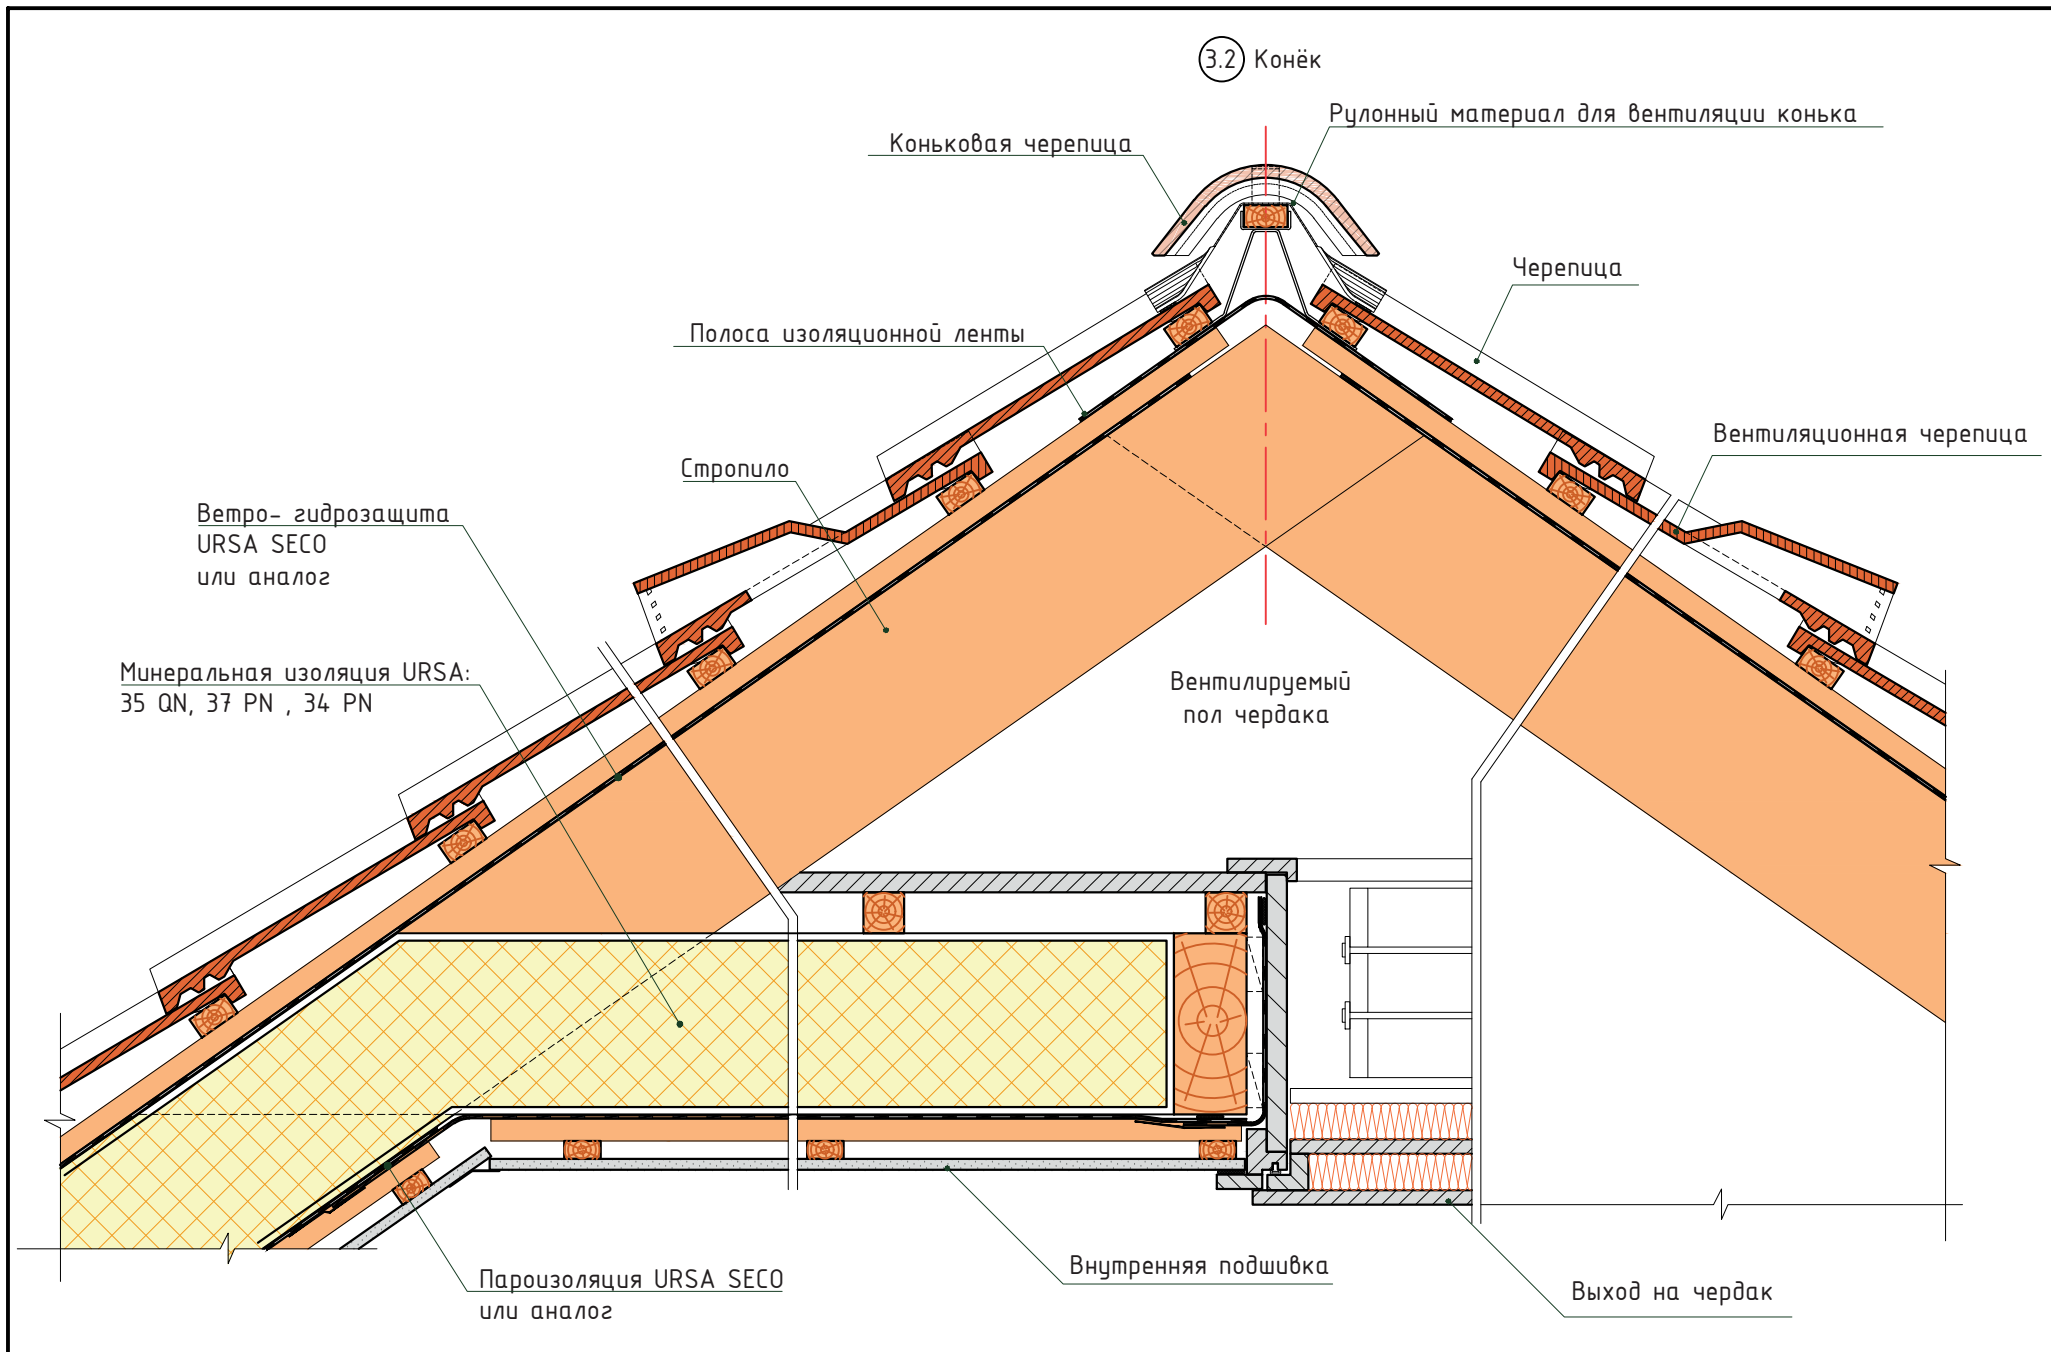 3.2 Конёк
Рулонный материал для вентиляции конька
Коньковая черепица
Черепица
Полоса изоляционной ленты
Вентиляционная черепица
Стропило
Ветро- гидрозащита
URSA SECO
или аналог
Минеральная изоляция URSA:
35 QN, 37 PN , 34 PN
Вентилируемый
пол чердака
Пароизоляция URSA SECO
или аналог
Внутренняя подшивка
Выход на чердак